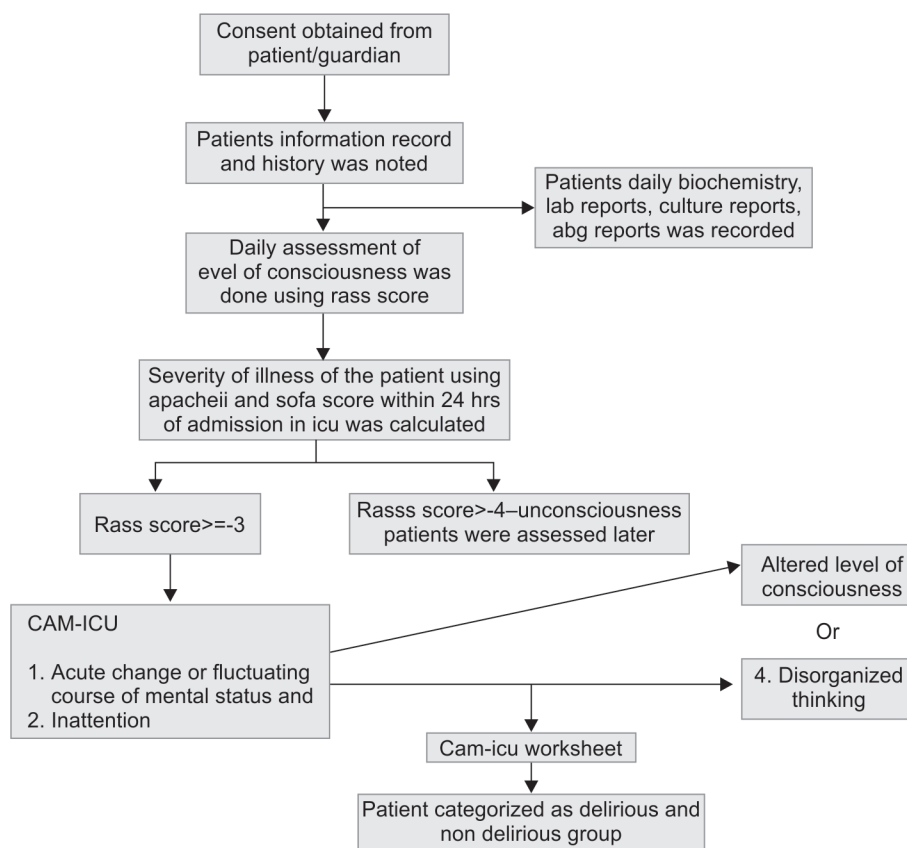 Consent obtained from
patient/guardian
Patients information record
and history was noted
Patients daily biochemistry,
lab reports, culture reports,
abg reports was recorded
Daily assessment of
evel of consciousness was
done using rass score
Severity of illness of the patient using
apacheii and sofa score within 24 hrs
of admission in icu was calculated
Rass score>=-3
Rasss score>-4–unconsciousness
patients were assessed later
CAM-ICU
1. Acute change or fluctuating
course of mental status and
2. Inattention
Altered level of
consciousness
Or
4. Disorganized
thinking
Cam-icu worksheet
Patient categorized as delirious and
non delirious group